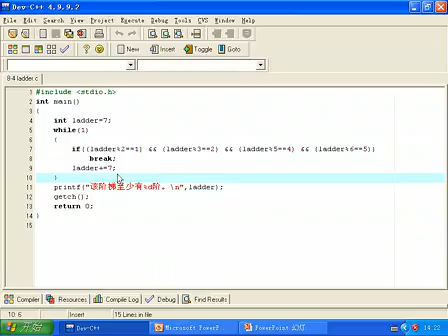 Dev-C++ 4.9.9.2
File Edit Search View Project Execute Debug Tools CVS Window Help
New Insert Toggle Goto
8-4 ladder.c
1 #include <stdio.h>
2 int main()
3 {
4 int ladder=7;
5 while(1)
6 {
7 if((ladder%2==1) && (ladder%3==2) && (ladder%5==4) && (ladder%6==5))
8 break;
9 ladder+=7;
10 }
11 printf("该阶梯至少有%d阶。\n",ladder);
12 getch();
13 return 0;
14 }
15
Compiler Resources Compile Log Debug Find Results
10: 6 Insert 15 Lines in file
开始 Dev-C++ Microsoft PowerP... PowerPoint 幻灯... 14:22